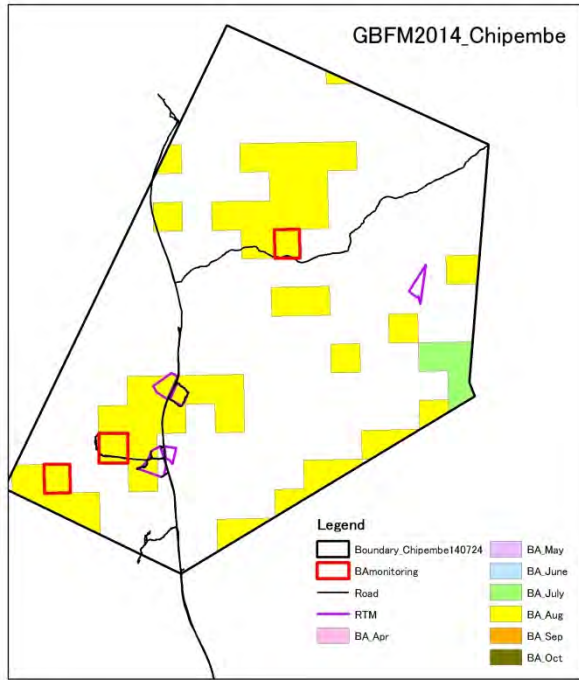 GBFM2014_Chipembe
Legend
Boundary_Chipembe140724
BAmonitoring
Road
RTM
BA_Apr
BA_May
BA_June
BA_July
BA_Aug
BA_Sep
BA_Oct